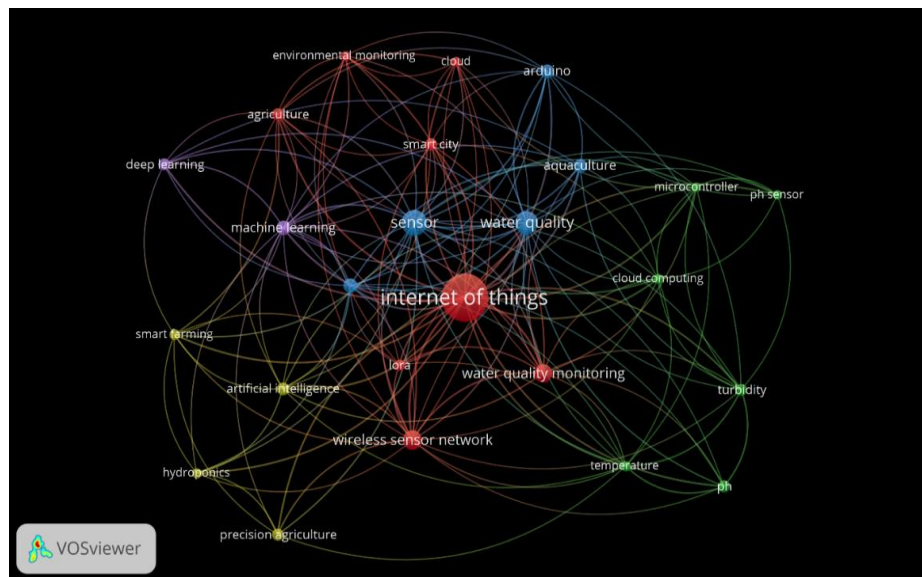 environmental monitoring
cloud
arduino
agriculture
smart city
deep learning
aquaculture
microcontroller
ph sensor
machine learning
sensor
water quality
cloud computing
internet of things
smart farming
lora
water quality monitoring
artificial intelligence
turbidity
wireless sensor network
temperature
hydroponics
ph
precision agriculture
VOSviewer